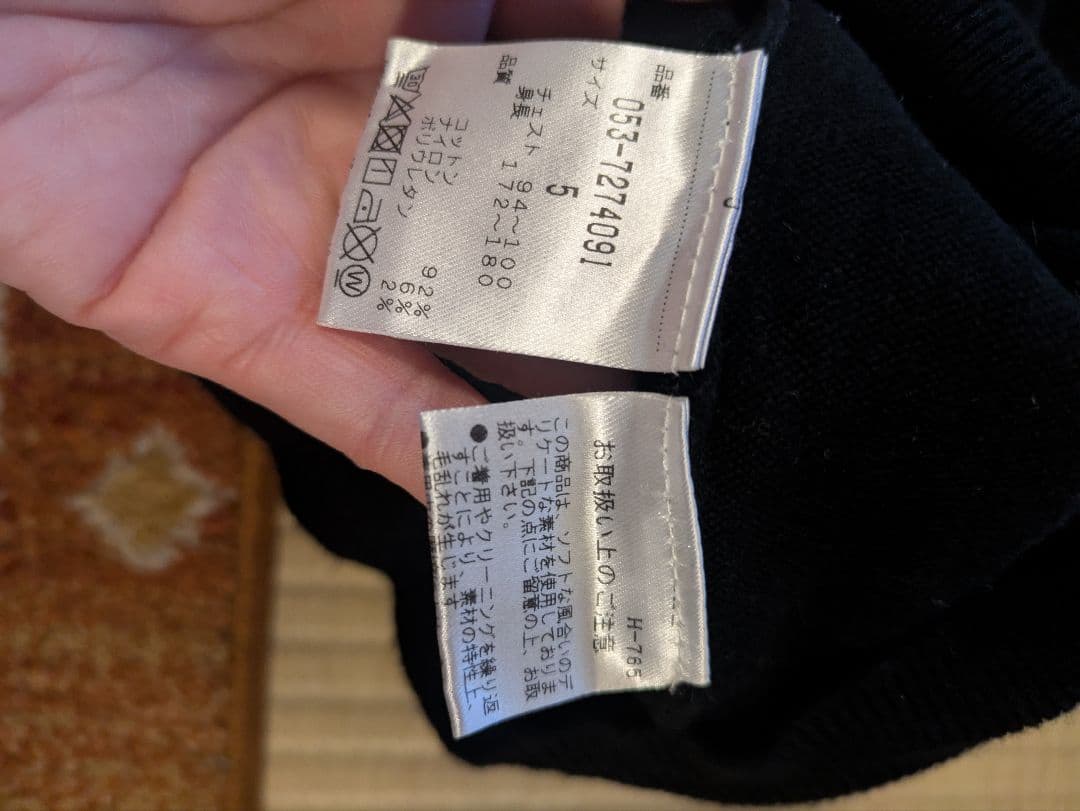 品番
053-7274091
サイズ
5
チェスト 94～100
身長 172～180
品質
コットン 92%
ナイロン 6%
ポリウレタン 2%
30
W
H-765
お取扱い上のご注意
この商品は、ソフトな風合いのデ
リケートな素材を使用しておりま
す。下記の点にご留意の上、お取
扱い下さい。
●ご着用やクリーニングを繰り返
すことにより、素材の特性上、
毛乱れが生じます